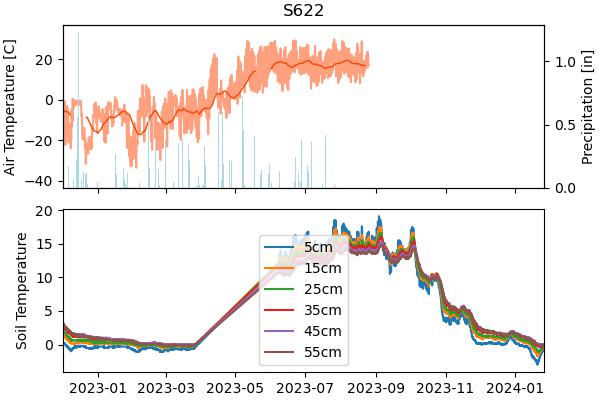 S622
Air Temperature [C]
20
0
−20
−40
1.0
0.5
0.0
Precipitation [in]
Soil Temperature
20
15
10
5
0
5cm
15cm
25cm
35cm
45cm
55cm
2023-01 2023-03 2023-05 2023-07 2023-09 2023-11 2024-01